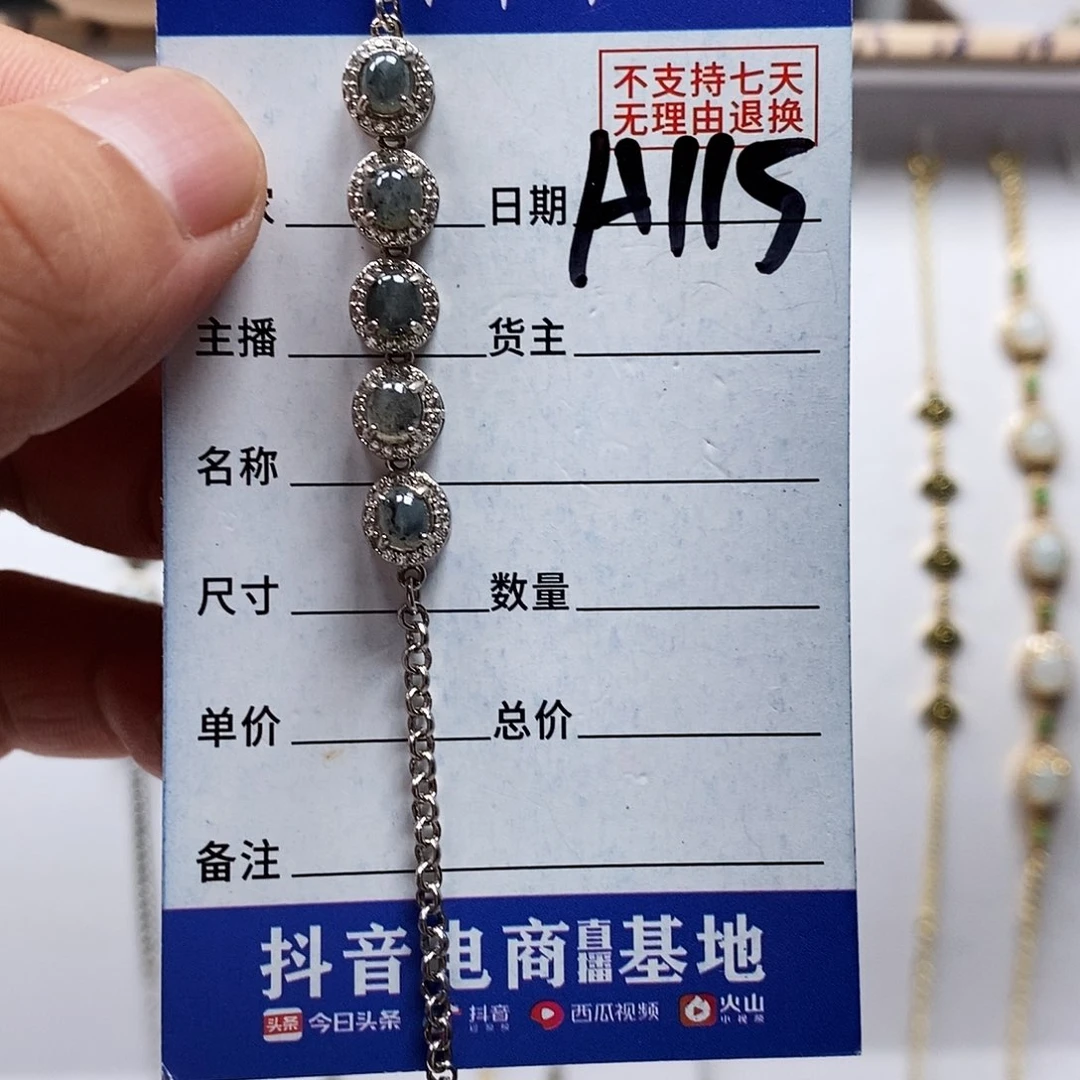 不支持七天
无理由退换
日期 A115
主播 货主
名称
尺寸 数量
单价 总价
备注
抖音电商直播基地
头条 今日头条 抖音 西瓜视频 火山